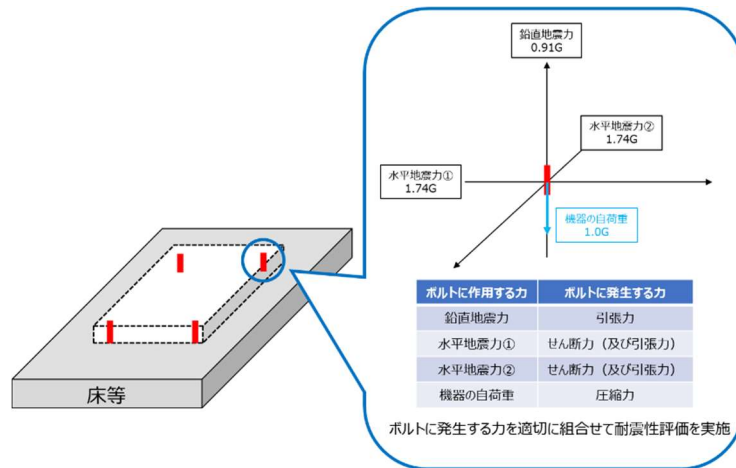 鉛直地震力
0.91G
水平地震力②
1.74G
水平地震力①
1.74G
機器の自荷重
1.0G
床等
ボルトに作用する力 ボルトに発生する力
鉛直地震力 引張力
水平地震力① せん断力（及び引張力）
水平地震力② せん断力（及び引張力）
機器の自荷重 圧縮力
ボルトに発生する力を適切に組合せて耐震性評価を実施